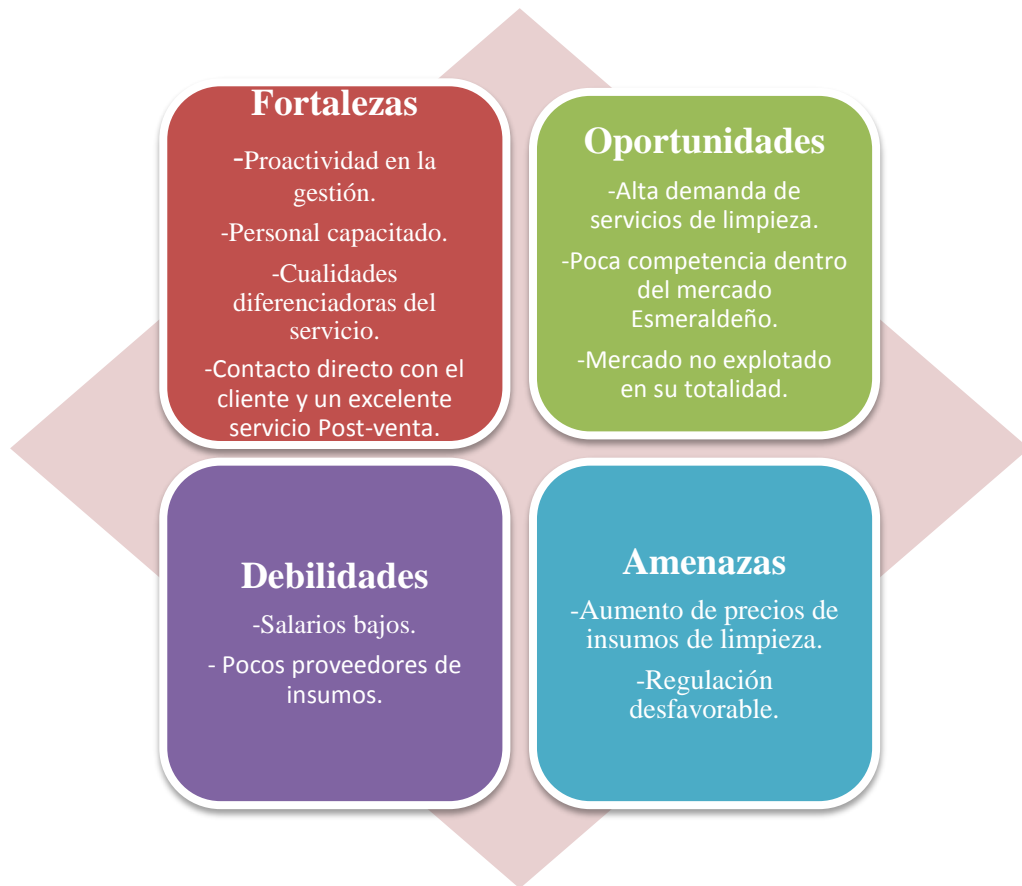 Fortalezas
-Proactividad en la
gestión.
-Personal capacitado.
-Cualidades
diferenciadoras del
servicio.
-Contacto directo con el
cliente y un excelente
servicio Post-venta.
Oportunidades
-Alta demanda de
servicios de limpieza.
-Poca competencia dentro
del mercado
Esmeraldeño.
-Mercado no explotado
en su totalidad.
Debilidades
-Salarios bajos.
- Pocos proveedores de
insumos.
Amenazas
-Aumento de precios de
insumos de limpieza.
-Regulación
desfavorable.